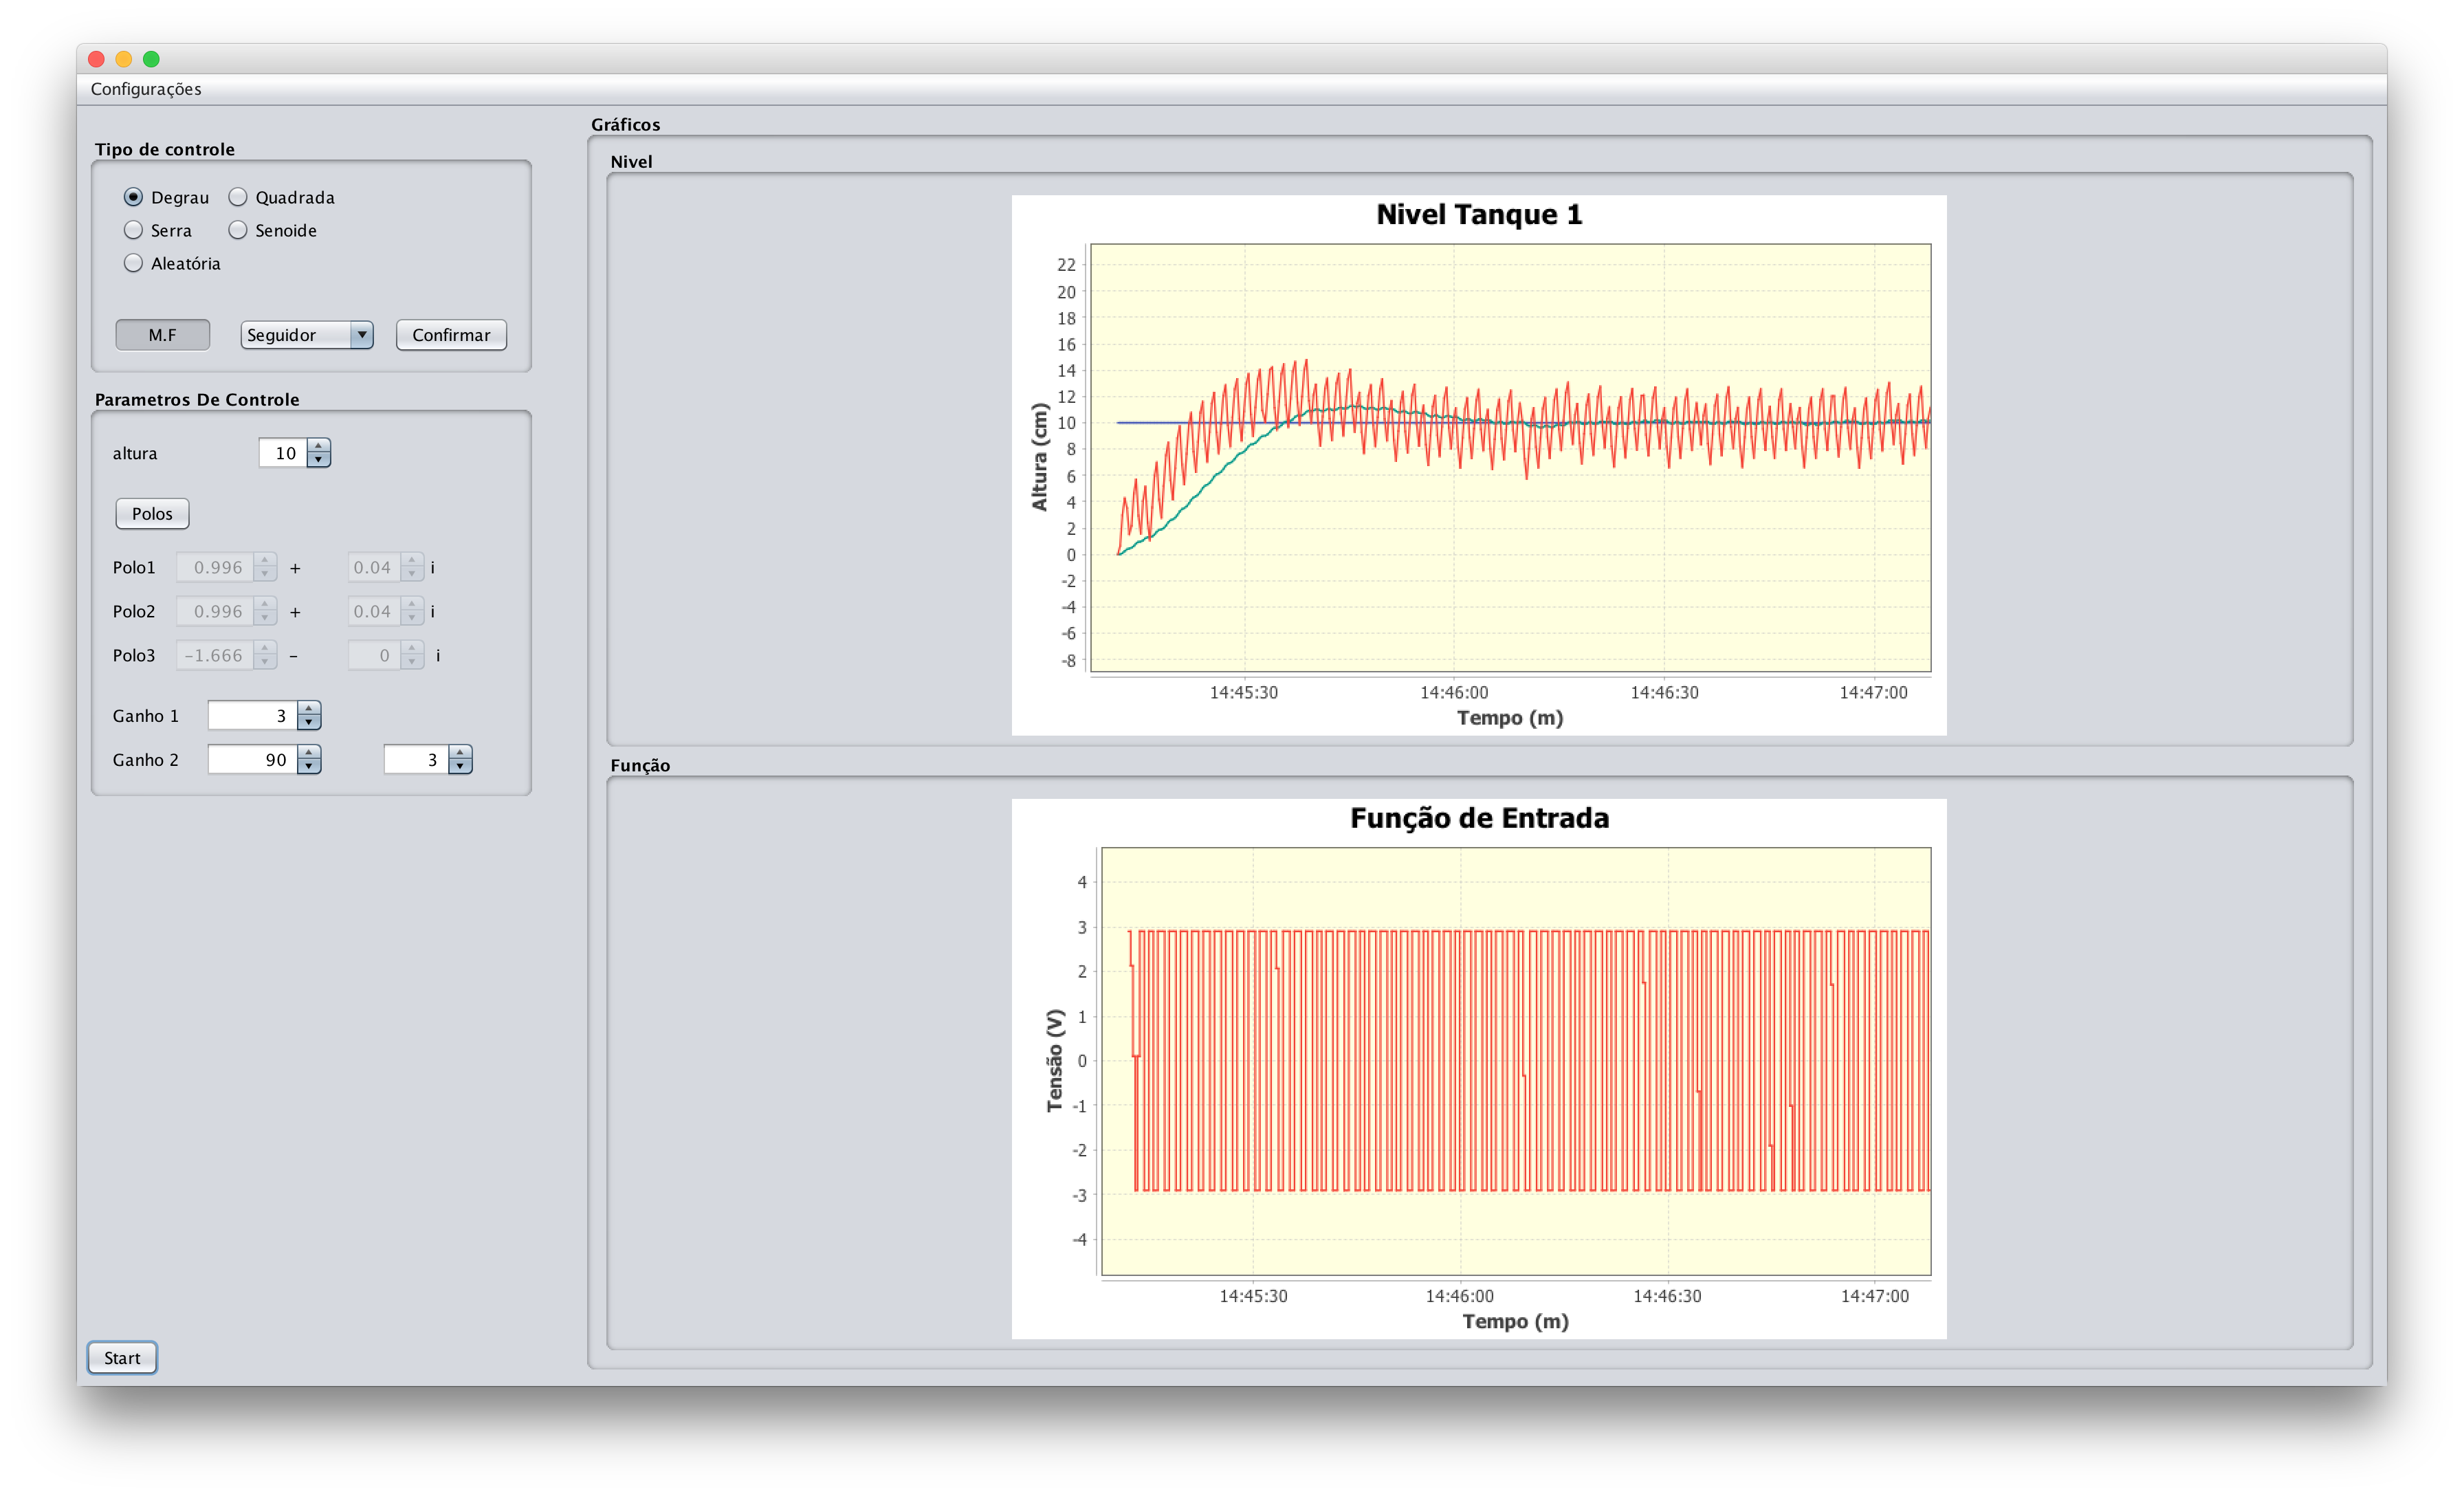 Configurações
Tipo de controle
Degrau Quadrada
Serra Senoide
Aleatória
M.F Seguidor Confirmar
Parametros De Controle
altura 10
Polos
Polo1 0.996 + 0.04 i
Polo2 0.996 + 0.04 i
Polo3 -1.666 - 0 i
Ganho 1 3
Ganho 2 90 3
Start
Gráficos
Nivel
Nivel Tanque 1
Altura (cm)
22
20
18
16
14
12
10
8
6
4
2
0
-2
-4
-6
-8
14:45:30 14:46:00 14:46:30 14:47:00
Tempo (m)
Função
Função de Entrada
Tensão (V)
4
3
2
1
0
-1
-2
-3
-4
14:45:30 14:46:00 14:46:30 14:47:00
Tempo (m)